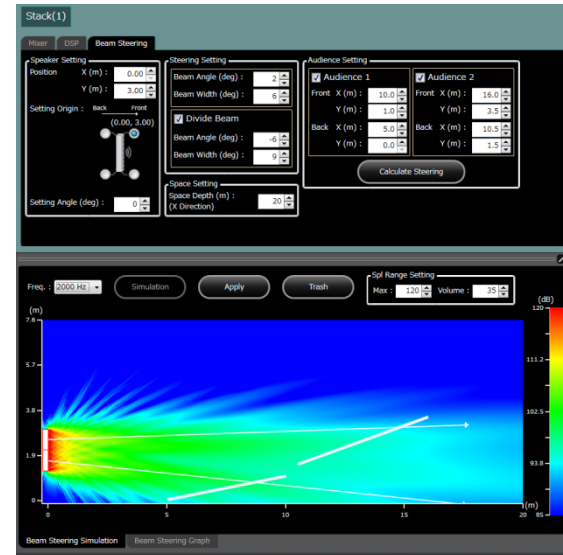 Stack(1)
Mixer DSP Beam Steering
Speaker Setting
Position X (m) : 0.00
Y (m) : 3.00
Setting Origin : Back Front
(0.00, 3.00)
Setting Angle (deg) : 0
Steering Setting
Beam Angle (deg) : 2
Beam Width (deg) : 6
Divide Beam
Beam Angle (deg) : -6
Beam Width (deg) : 9
Space Setting
Space Depth (m) : 20
(X Direction)
Audience Setting
Audience 1
Front X (m) : 10.0
Y (m) : 1.0
Back X (m) : 5.0
Y (m) : 0.0
Audience 2
Front X (m) : 16.0
Y (m) : 3.5
Back X (m) : 10.5
Y (m) : 1.5
Calculate Steering
Freq. : 2000 Hz Simulation Apply Trash
Spl Range Setting
Max : 120 Volume : 35
(m)
7.6
5.7
3.8
1.9
0
0 5 10 15 20
(m)
(dB)
120
111.2
102.5
93.8
85
Beam Steering Simulation Beam Steering Graph